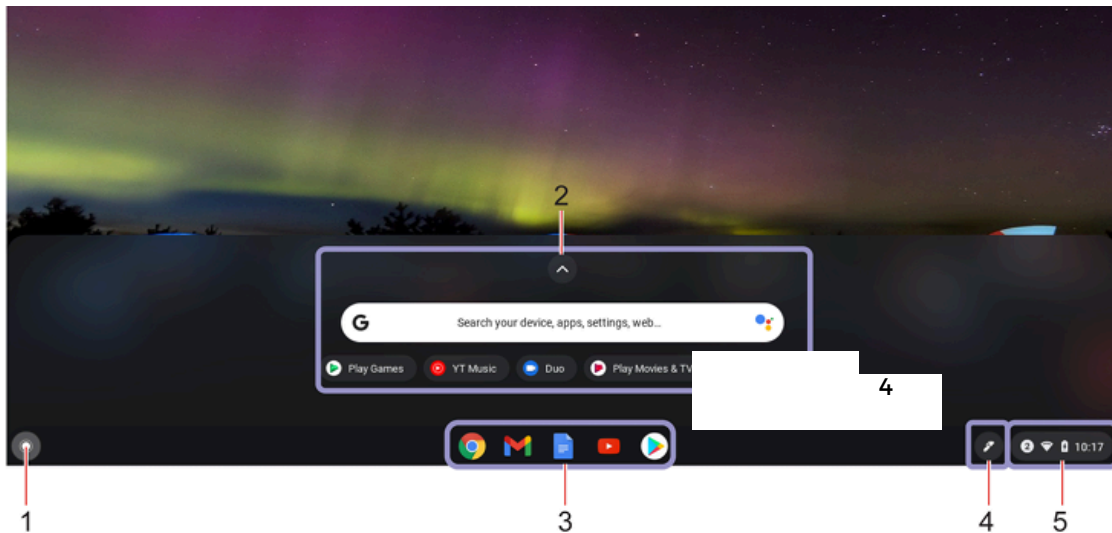 2
Search your device, apps, settings, web...
Play Games YT Music Duo Play Movies & TV
4
2 10:17
1 3 4 5